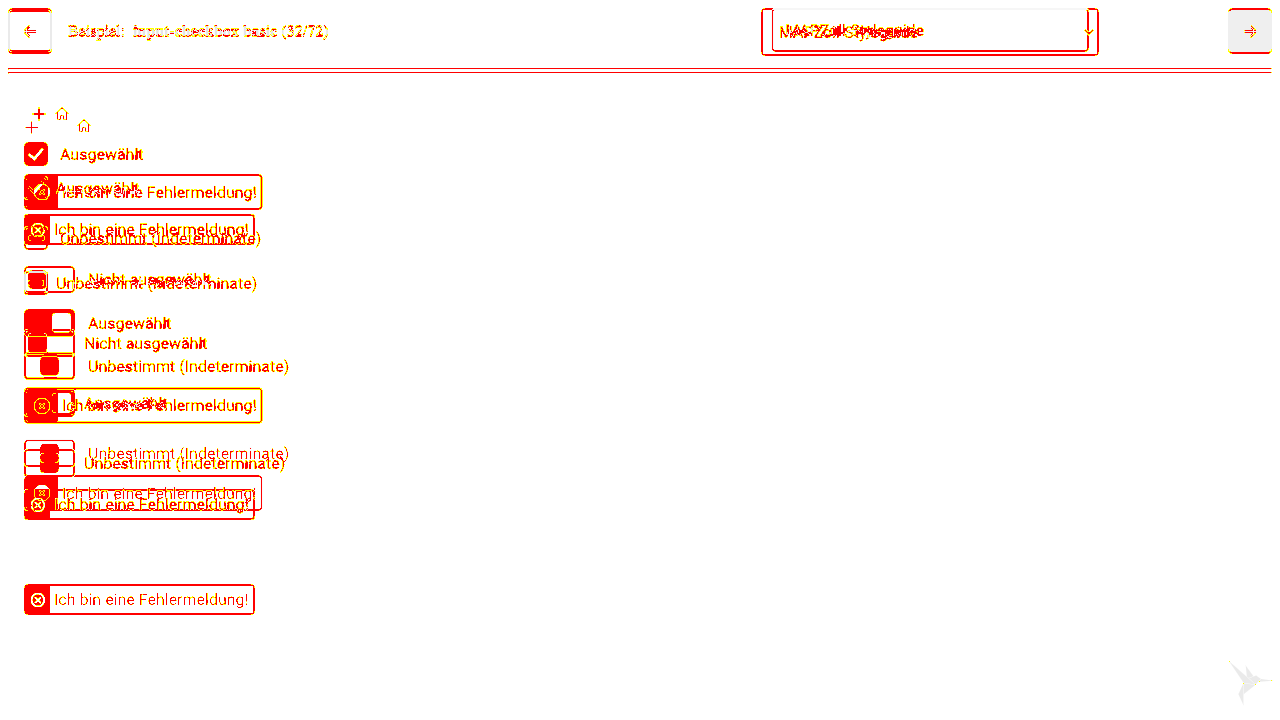 Beispiel: input-checkbox basic (32/72)
Ausgewählt
Ausgewählt
Ich bin eine Fehlermeldung!
Ich bin eine Fehlermeldung!
Unbestimmt (Indeterminate)
Nicht ausgewählt
Unbestimmt (Indeterminate)
Ausgewählt
Nicht ausgewählt
Unbestimmt (Indeterminate)
Ausgewählt
Ich bin eine Fehlermeldung!
Unbestimmt (Indeterminate)
Unbestimmt (Indeterminate)
Ich bin eine Fehlermeldung!
Ich bin eine Fehlermeldung!
Ich bin eine Fehlermeldung!